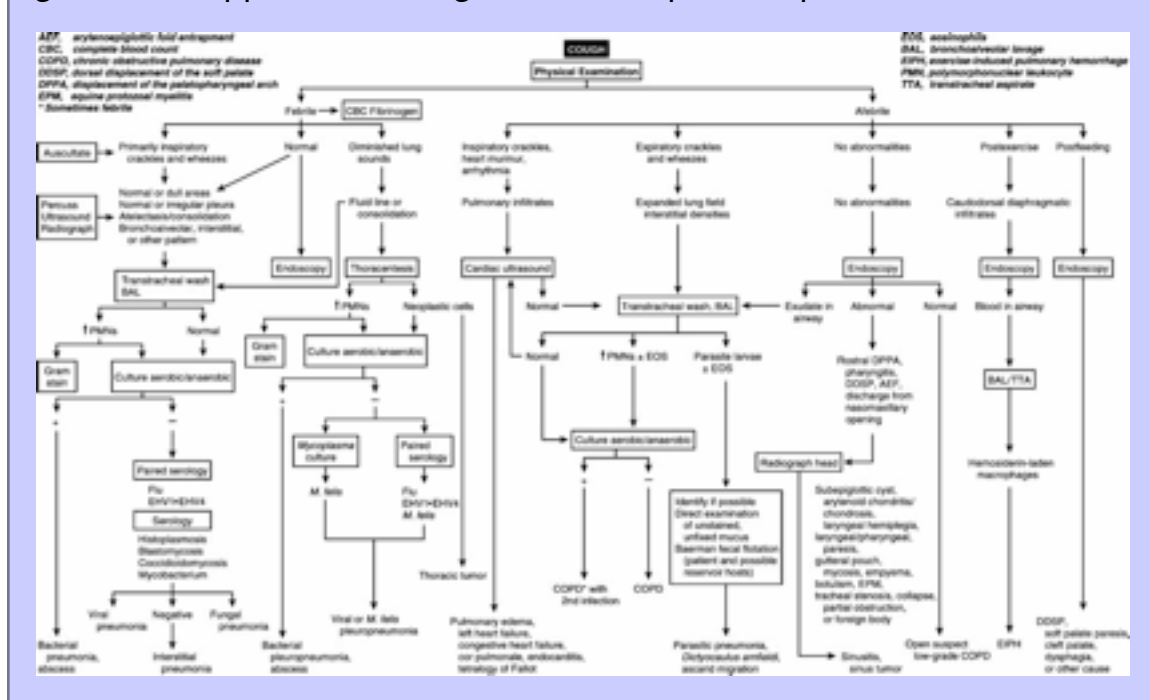 AEF, arytenoepiglottic fold entrapment
CBC, complete blood count
COPD, chronic obstructive pulmonary disease
DDSP, dorsal displacement of the soft palate
DPPA, displacement of the palatopharyngeal arch
EPM, equine protozoal myelitis
* Sometimes febrile
COUGH
Physical Examination
EOS, eosinophils
BAL, bronchoalveolar lavage
EIPH, exercise-induced pulmonary hemorrhage
PMN, polymorphonuclear leukocyte
TTA, transtracheal aspirate
Febrile
CBC Fibrinogen
Afebrile
Auscultate
Primarily inspiratory
crackles and wheezes
Normal
Diminished lung
sounds
Inspiratory crackles,
heart murmur,
arrhythmia
Expiratory crackles
and wheezes
No abnormalities
Postexercise
Postfeeding
Percuss
Ultrasound
Radiograph
Normal or dull areas
Normal or irregular pleura
Atelectasis/consolidation
Bronchoalveolar, interstitial,
or other pattern
Fluid line or
consolidation
Pulmonary infiltrates
Expanded lung field
interstitial densities
No abnormalities
Caudodorsal diaphragmatic
infiltrates
Transtracheal wash
BAL
Endoscopy
Thoracentesis
Cardiac ultrasound
Endoscopy
Endoscopy
Endoscopy
↑PMNs
Normal
↑PMNs
Neoplastic cells
Normal
Transtracheal wash, BAL
Exudate in
airway
Abnormal
Normal
Blood in airway
Gram
stain
Culture aerobic/anaerobic
Gram
stain
Culture aerobic/anaerobic
Normal
↑PMNs ± EOS
Parasite larvae
± EOS
Rostral DPPA,
pharyngitis,
DDSP, AEF,
discharge from
nasomaxillary
opening
BAL/TTA
+
−
+
−
Mycoplasma
culture
Paired
serology
Culture aerobic/anaerobic
Radiograph head
Hemosiderin-laden
macrophages
Paired serology
Flu
EHV1+EHV4
Serology
Histoplasmosis
Blastomycosis
Coccidioidomycosis
Mycobacterium
M. felis
Flu
EHV1+EHV4
M. felis
+
−
Identify if possible:
Direct examination
of unstained,
unfixed mucus
Baerman fecal flotation
(patient and possible
reservoir hosts)
Subepiglottic cyst,
arytenoid chondritis/
chondrosis,
laryngeal hemiplegia,
laryngeal/pharyngeal,
paresis,
guttural pouch,
mycosis, empyema,
botulism, EPM,
tracheal stenosis, collapse,
partial obstruction,
or foreign body
Thoracic tumor
COPD* with
2nd infection
COPD
Viral
pneumonia
Negative
Fungal
pneumonia
Viral or M. felis
pleuropneumonia
Bacterial
pneumonia,
abscess
Interstitial
pneumonia
Bacterial
pleuropneumonia
abscess
Pulmonary edema,
left heart failure,
congestive heart failure,
cor pulmonale, endocarditis,
tetralogy of Fallot
Parasitic pneumonia,
Dictyocaulus arnfieldi,
ascarid migration
Sinusitis,
sinus tumor
Open suspect
low-grade COPD
EIPH
DDSP,
soft palate paresis,
cleft palate,
dysphagia,
or other cause